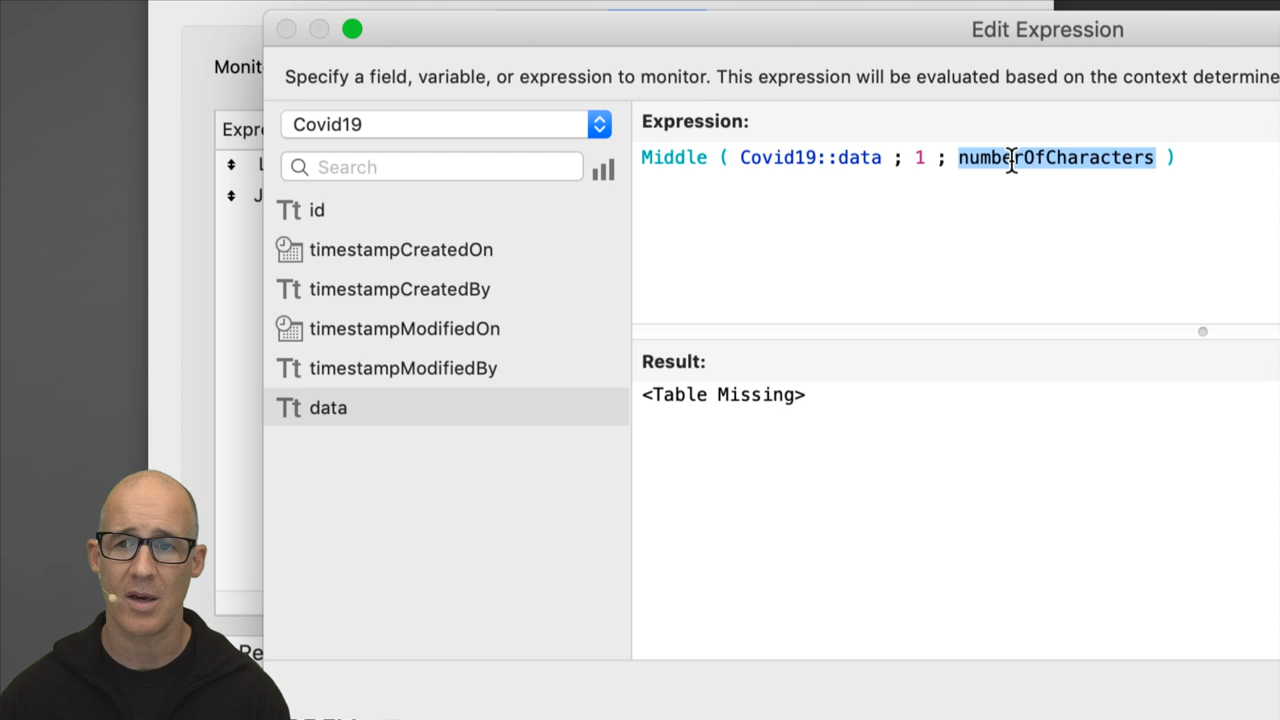 Edit Expression
Monit
Specify a field, variable, or expression to monitor. This expression will be evaluated based on the context determine
Expre
Covid19
Search
id
timestampCreatedOn
timestampCreatedBy
timestampModifiedOn
timestampModifiedBy
data
Expression:
Middle ( Covid19::data ; 1 ; numberOfCharacters )
Result:
<Table Missing>
Re